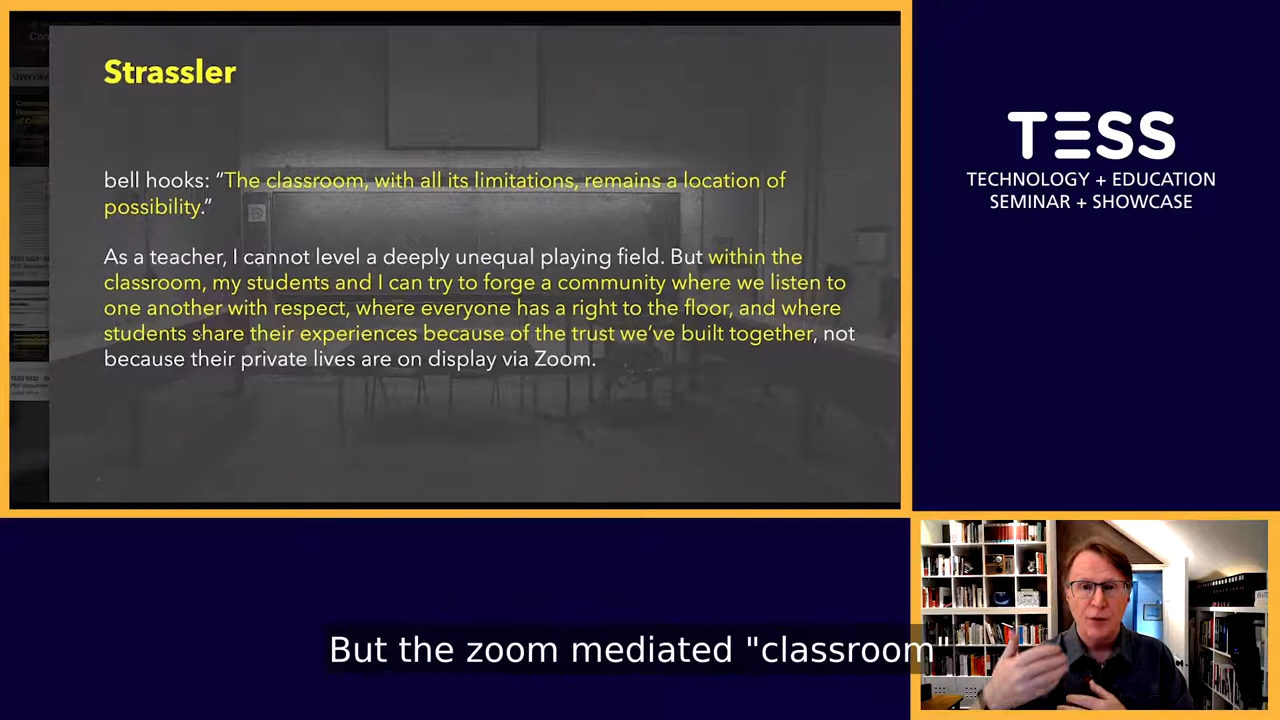 Strassler
bell hooks: “The classroom, with all its limitations, remains a location of
possibility.”
As a teacher, I cannot level a deeply unequal playing field. But within the
classroom, my students and I can try to forge a community where we listen to
one another with respect, where everyone has a right to the floor, and where
students share their experiences because of the trust we’ve built together, not
because their private lives are on display via Zoom.
TESS
TECHNOLOGY + EDUCATION
SEMINAR + SHOWCASE
But the zoom mediated "classroom"